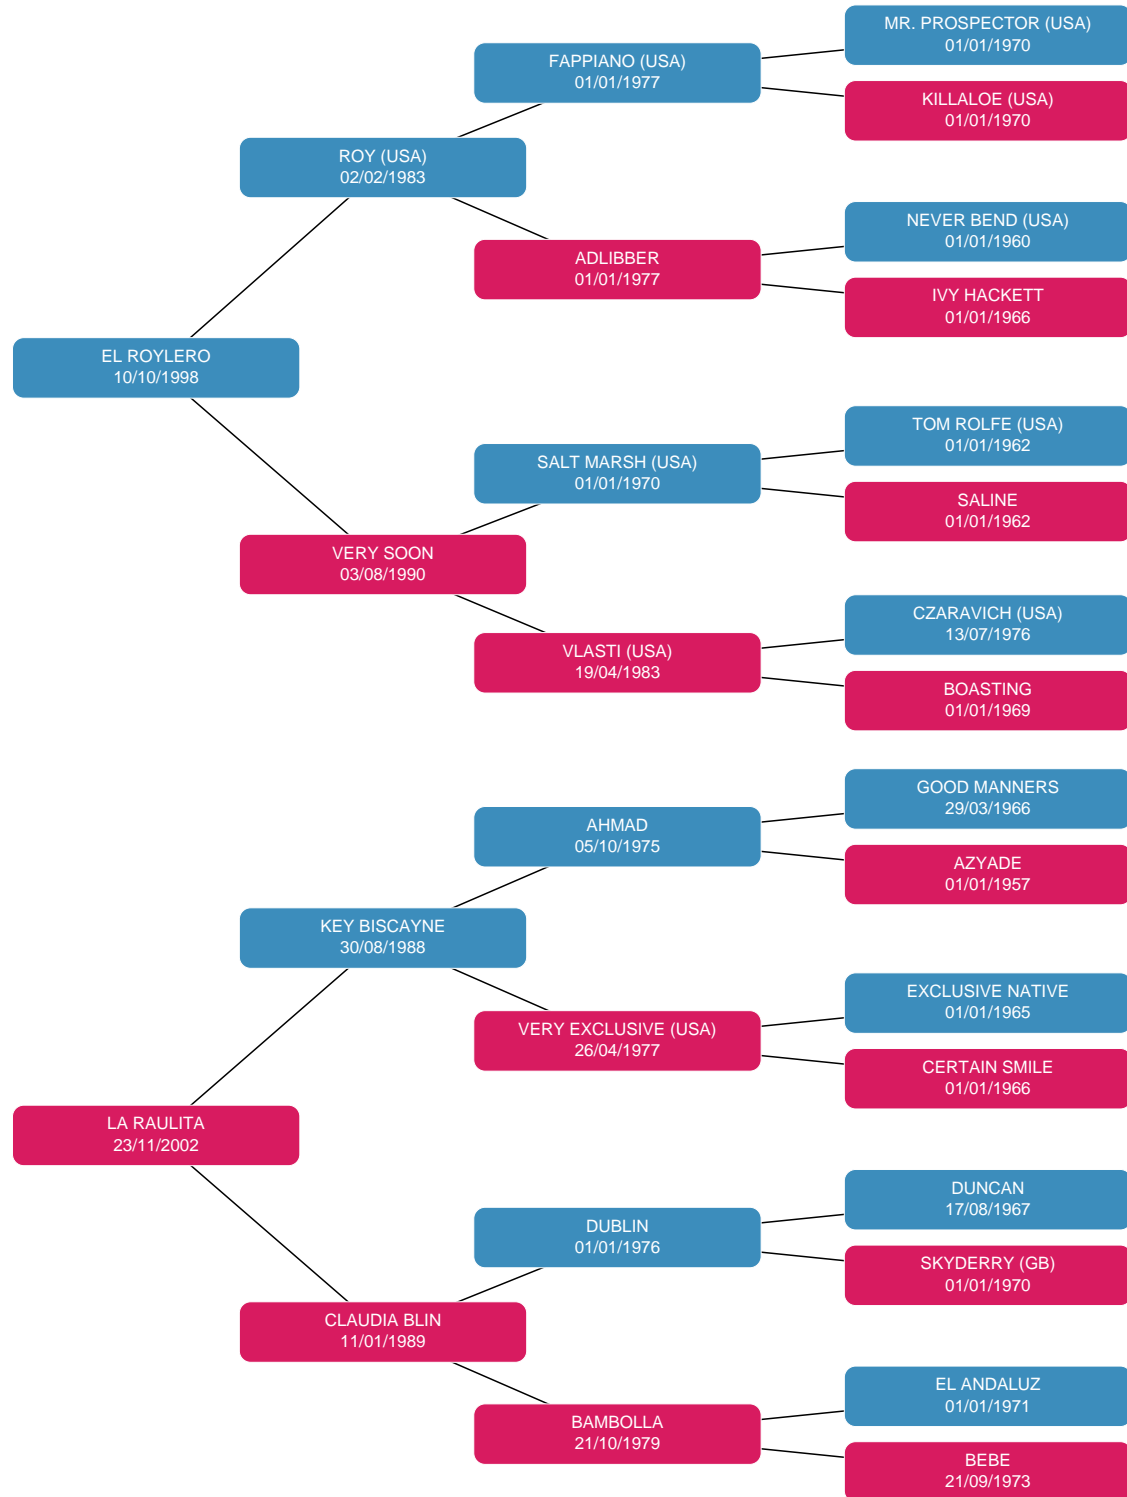 MR. PROSPECTOR (USA)
01/01/1970
FAPPIANO (USA)
01/01/1977
KILLALOE (USA)
01/01/1970
ROY (USA)
02/02/1983
NEVER BEND (USA)
01/01/1960
ADLIBBER
01/01/1977
IVY HACKETT
01/01/1966
EL ROYLERO
10/10/1998
TOM ROLFE (USA)
01/01/1962
SALT MARSH (USA)
01/01/1970
SALINE
01/01/1962
VERY SOON
03/08/1990
CZARAVICH (USA)
13/07/1976
VLASTI (USA)
19/04/1983
BOASTING
01/01/1969
GOOD MANNERS
29/03/1966
AHMAD
05/10/1975
AZYADE
01/01/1957
KEY BISCAYNE
30/08/1988
EXCLUSIVE NATIVE
01/01/1965
VERY EXCLUSIVE (USA)
26/04/1977
CERTAIN SMILE
01/01/1966
LA RAULITA
23/11/2002
DUNCAN
17/08/1967
DUBLIN
01/01/1976
SKYDERRY (GB)
01/01/1970
CLAUDIA BLIN
11/01/1989
EL ANDALUZ
01/01/1971
BAMBOLLA
21/10/1979
BEBE
21/09/1973